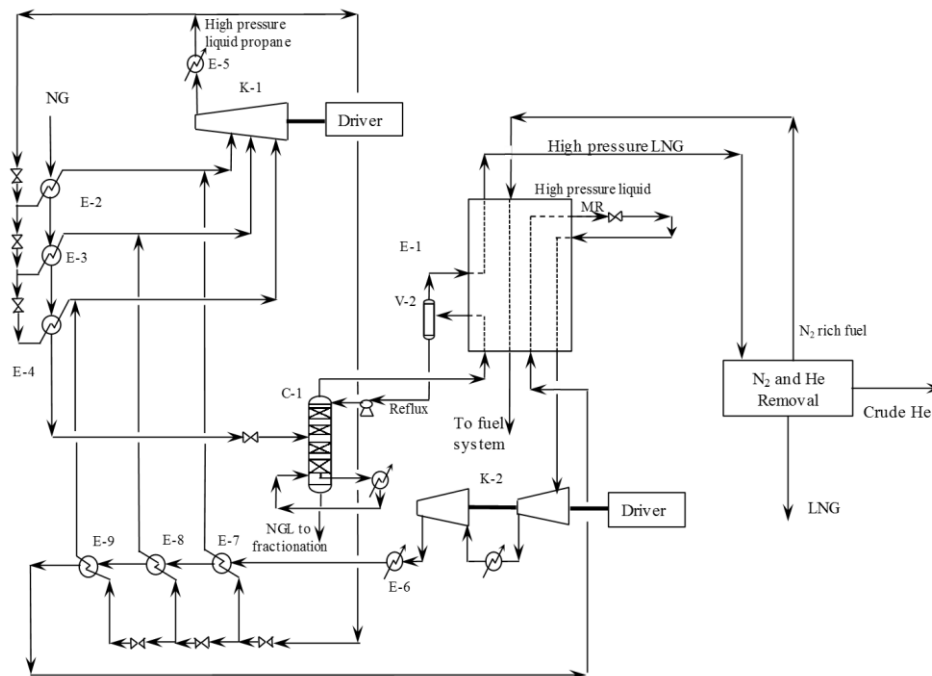 High pressure
liquid propane
E-5
K-1
NG
Driver
High pressure LNG
E-2
High pressure liquid
MR
E-3
E-1
V-2
N2 rich fuel
E-4
C-1
Reflux
N2 and He
Removal
Crude He
To fuel
system
K-2
Driver
LNG
NGL to
fractionation
E-9
E-8
E-7
E-6